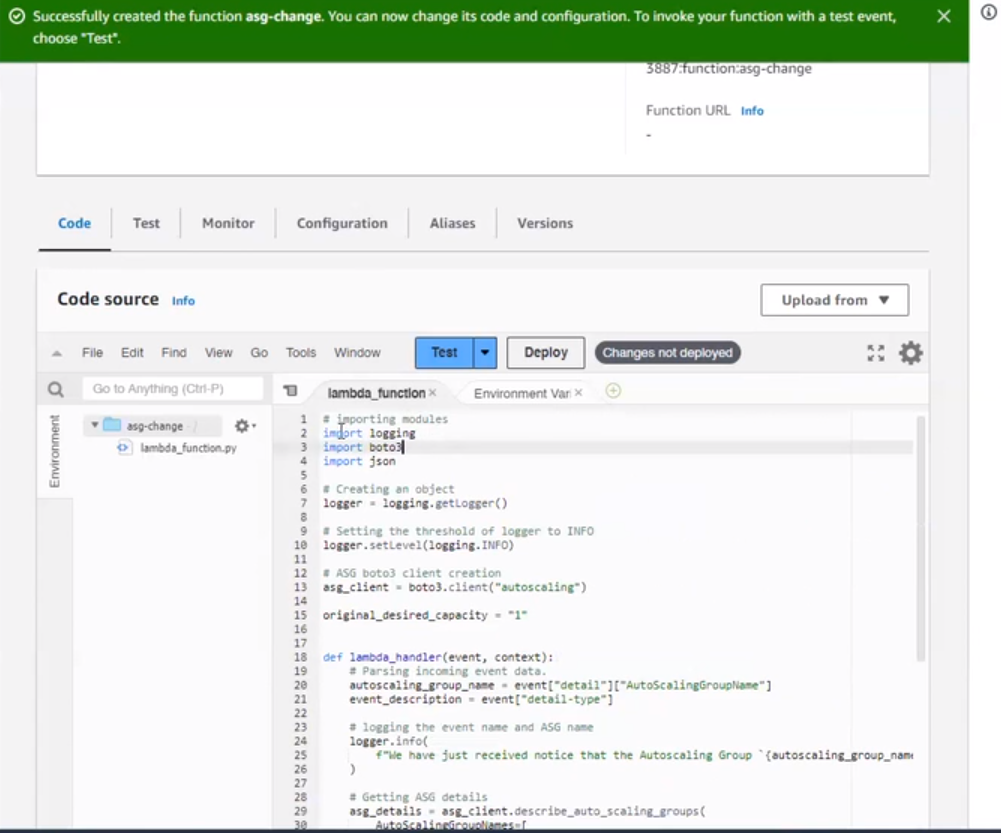 Successfully created the function asg-change. You can now change its code and configuration. To invoke your function with a test event,
choose "Test".
3887:function:asg-change
Function URL Info
-
Code Test Monitor Configuration Aliases Versions
Code source Info
Upload from
File Edit Find View Go Tools Window
Test
Deploy
Changes not deployed
Go to Anything (Ctrl-P)
lambda_function
Environment Vari
Environment
asg-change /
lambda_function.py
1 # importing modules
2 import logging
3 import boto3
4 import json
5
6 # Creating an object
7 logger = logging.getLogger()
8
9 # Setting the threshold of logger to INFO
10 logger.setLevel(logging.INFO)
11
12 # ASG boto3 client creation
13 asg_client = boto3.client("autoscaling")
14
15 original_desired_capacity = "1"
16
17
18 def lambda_handler(event, context):
19 # Parsing incoming event data.
20 autoscaling_group_name = event["detail"]["AutoScalingGroupName"]
21 event_description = event["detail-type"]
22
23 # logging the event name and ASG name
24 logger.info(
25 f"We have just received notice that the Autoscaling Group `{autoscaling_group_name
26 )
27
28 # Getting ASG details
29 asg_details = asg_client.describe_auto_scaling_groups(
30 AutoScalingGroupNames=[